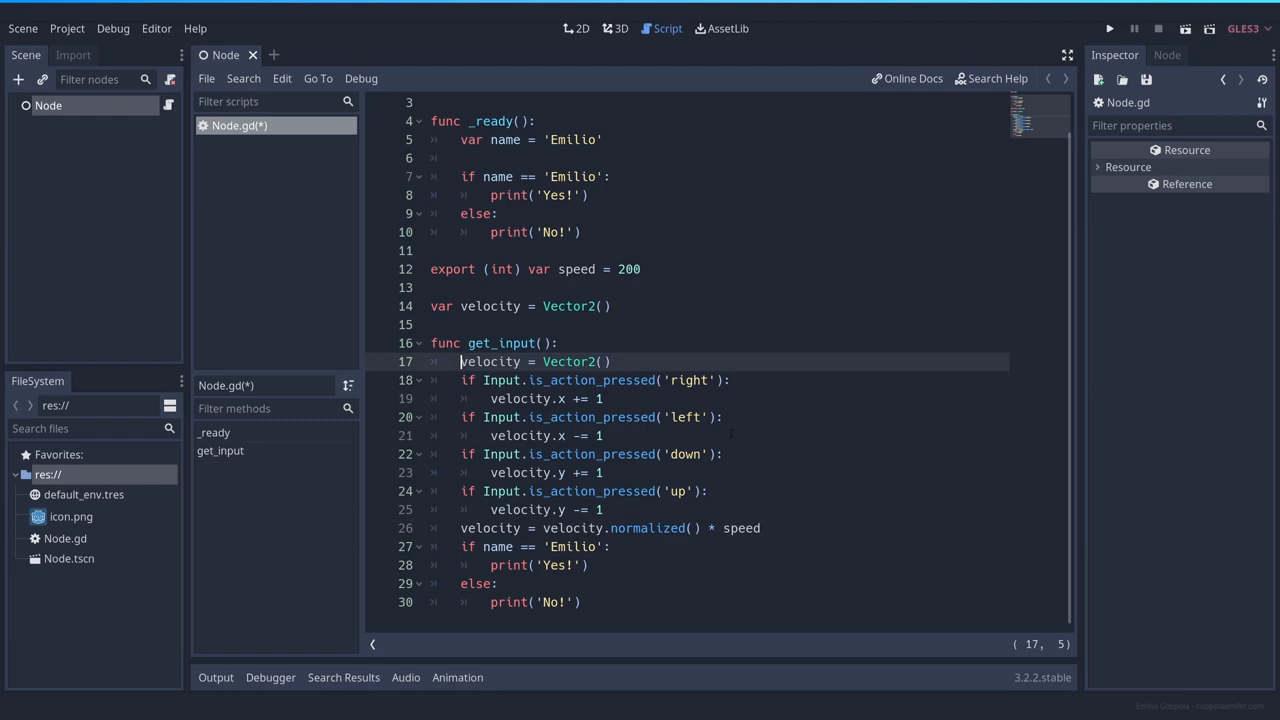 Scene Project Debug Editor Help 2D 3D Script AssetLib GLES3
Scene Import
Filter nodes
Node
FileSystem
res://
Search files
Favorites:
res://
default_env.tres
icon.png
Node.gd
Node.tscn
Node
File Search Edit Go To Debug Online Docs Search Help
Filter scripts
Node.gd(*)
Node.gd(*)
Filter methods
_ready
get_input
3
4 func _ready():
5 var name = 'Emilio'
6
7 if name == 'Emilio':
8 print('Yes!')
9 else:
10 print('No!')
11
12 export (int) var speed = 200
13
14 var velocity = Vector2()
15
16 func get_input():
17 velocity = Vector2()
18 if Input.is_action_pressed('right'):
19 velocity.x += 1
20 if Input.is_action_pressed('left'):
21 velocity.x -= 1
22 if Input.is_action_pressed('down'):
23 velocity.y += 1
24 if Input.is_action_pressed('up'):
25 velocity.y -= 1
26 velocity = velocity.normalized() * speed
27 if name == 'Emilio':
28 print('Yes!')
29 else:
30 print('No!')
( 17, 5)
Output Debugger Search Results Audio Animation 3.2.2.stable
Inspector Node
Node.gd
Filter properties
Resource
Resource
Reference
Emilio Coppola - coppolaemilio.com